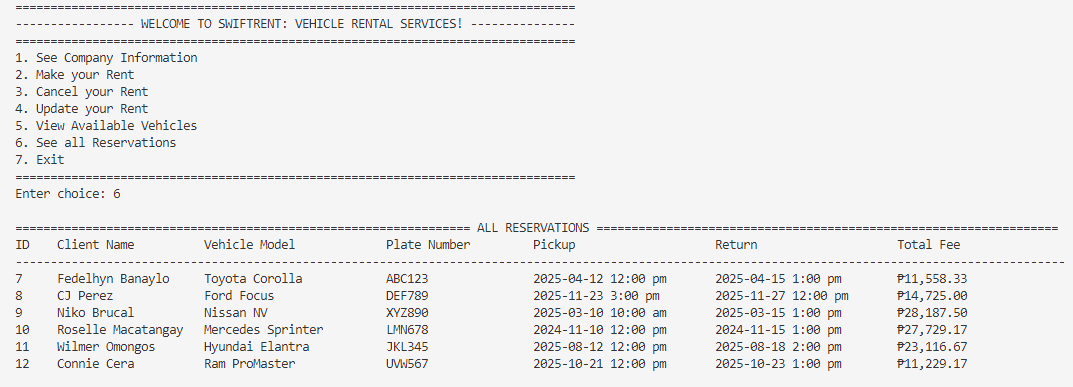 ================================================================================
----------------- WELCOME TO SWIFTRENT: VEHICLE RENTAL SERVICES! ---------------
================================================================================
1. See Company Information
2. Make your Rent
3. Cancel your Rent
4. Update your Rent
5. View Available Vehicles
6. See all Reservations
7. Exit
================================================================================
Enter choice: 6
================================================================= ALL RESERVATIONS ==================================================================
ID    Client Name          Vehicle Model             Plate Number         Pickup                    Return                    Total Fee
------------------------------------------------------------------------------------------------------------------------------------------------------
7     Fedelhyn Banaylo     Toyota Corolla            ABC123               2025-04-12 12:00 pm       2025-04-15 1:00 pm        ₱11,558.33
8     CJ Perez             Ford Focus                DEF789               2025-11-23 3:00 pm        2025-11-27 12:00 pm       ₱14,725.00
9     Niko Brucal          Nissan NV                 XYZ890               2025-03-10 10:00 am       2025-03-15 1:00 pm        ₱28,187.50
10    Roselle Macatangay   Mercedes Sprinter         LMN678               2024-11-10 12:00 pm       2024-11-15 1:00 pm        ₱27,729.17
11    Wilmer Omongos       Hyundai Elantra           JKL345               2025-08-12 12:00 pm       2025-08-18 2:00 pm        ₱23,116.67
12    Connie Cera          Ram ProMaster             UVW567               2025-10-21 12:00 pm       2025-10-23 1:00 pm        ₱11,229.17